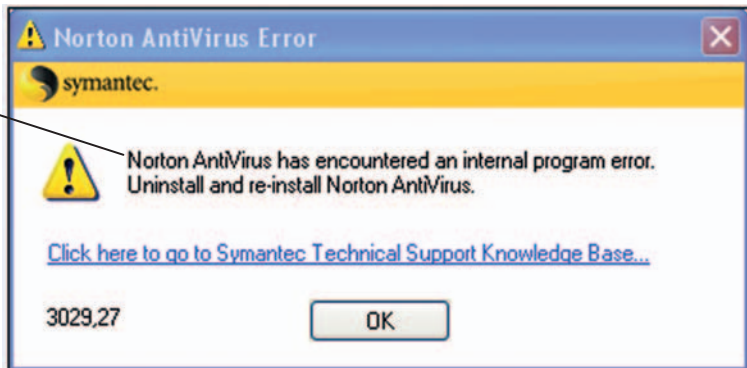 Norton AntiVirus Error
symantec.
Norton AntiVirus has encountered an internal program error.
Uninstall and re-install Norton AntiVirus.
Click here to go to Symantec Technical Support Knowledge Base...
3029,27
OK